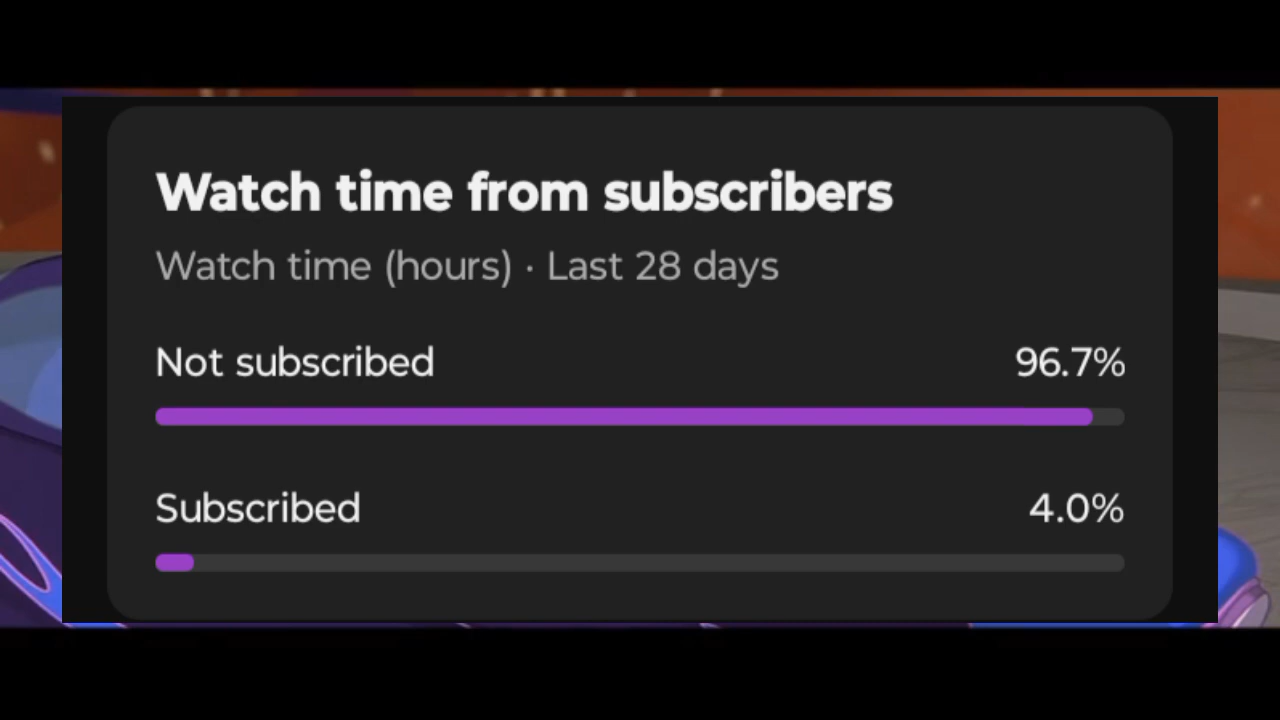 Watch time from subscribers
Watch time (hours) · Last 28 days
Not subscribed 96.7%
Subscribed 4.0%